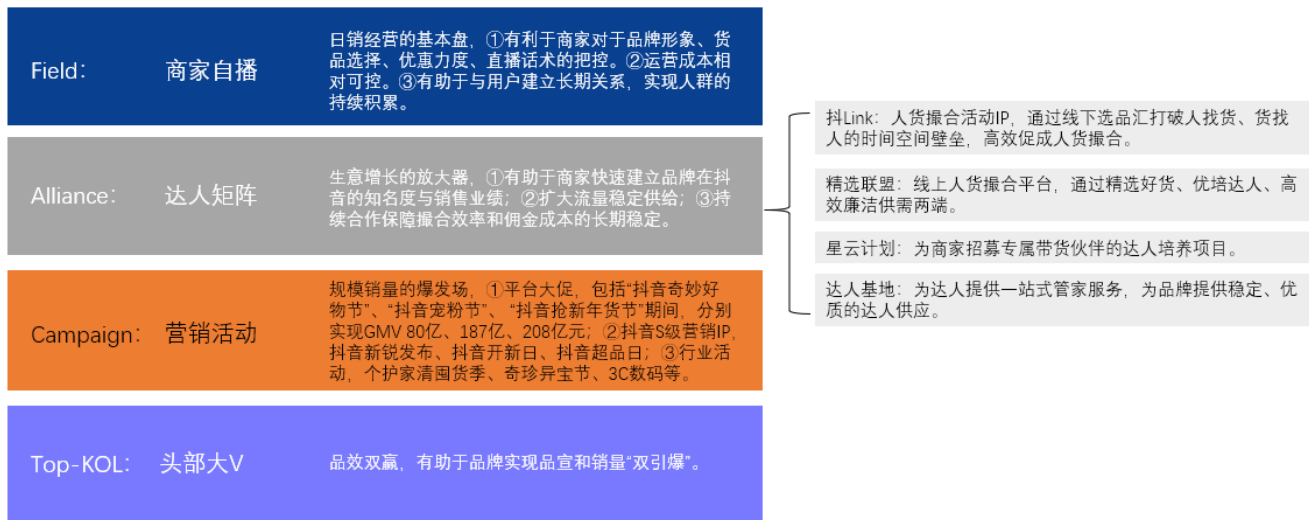 Field：
商家自播
日销经营的基本盘，①有利于商家对于品牌形象、货
品选择、优惠力度、直播话术的把控。②运营成本相
对可控。③有助于与用户建立长期关系，实现人群的
持续积累。
Alliance：
达人矩阵
生意增长的放大器，①有助于商家快速建立品牌在抖
音的知名度与销售业绩；②扩大流量稳定供给；③持
续合作保障撮合效率和佣金成本的长期稳定。
抖Link：人货撮合活动IP，通过线下选品汇打破人找货、货找
人的时间空间壁垒，高效促成人货撮合。
精选联盟：线上人货撮合平台，通过精选好货、优培达人、高
效廉洁供需两端。
星云计划：为商家招募专属带货伙伴的达人培养项目。
达人基地：为达人提供一站式管家服务，为品牌提供稳定、优
质的达人供应。
Campaign：
营销活动
规模销量的爆发场，①平台大促，包括“抖音奇妙好
物节”、“抖音宠粉节”、 “抖音抢新年货节”期间，分别
实现GMV 80亿、187亿、208亿元；②抖音S级营销IP，
抖音新锐发布、抖音开新日、抖音超品日；③行业活
动，个护家清囤货季、奇珍异宝节、3C数码等。
Top-KOL：
头部大V
品效双赢，有助于品牌实现品宣和销量“双引爆”。